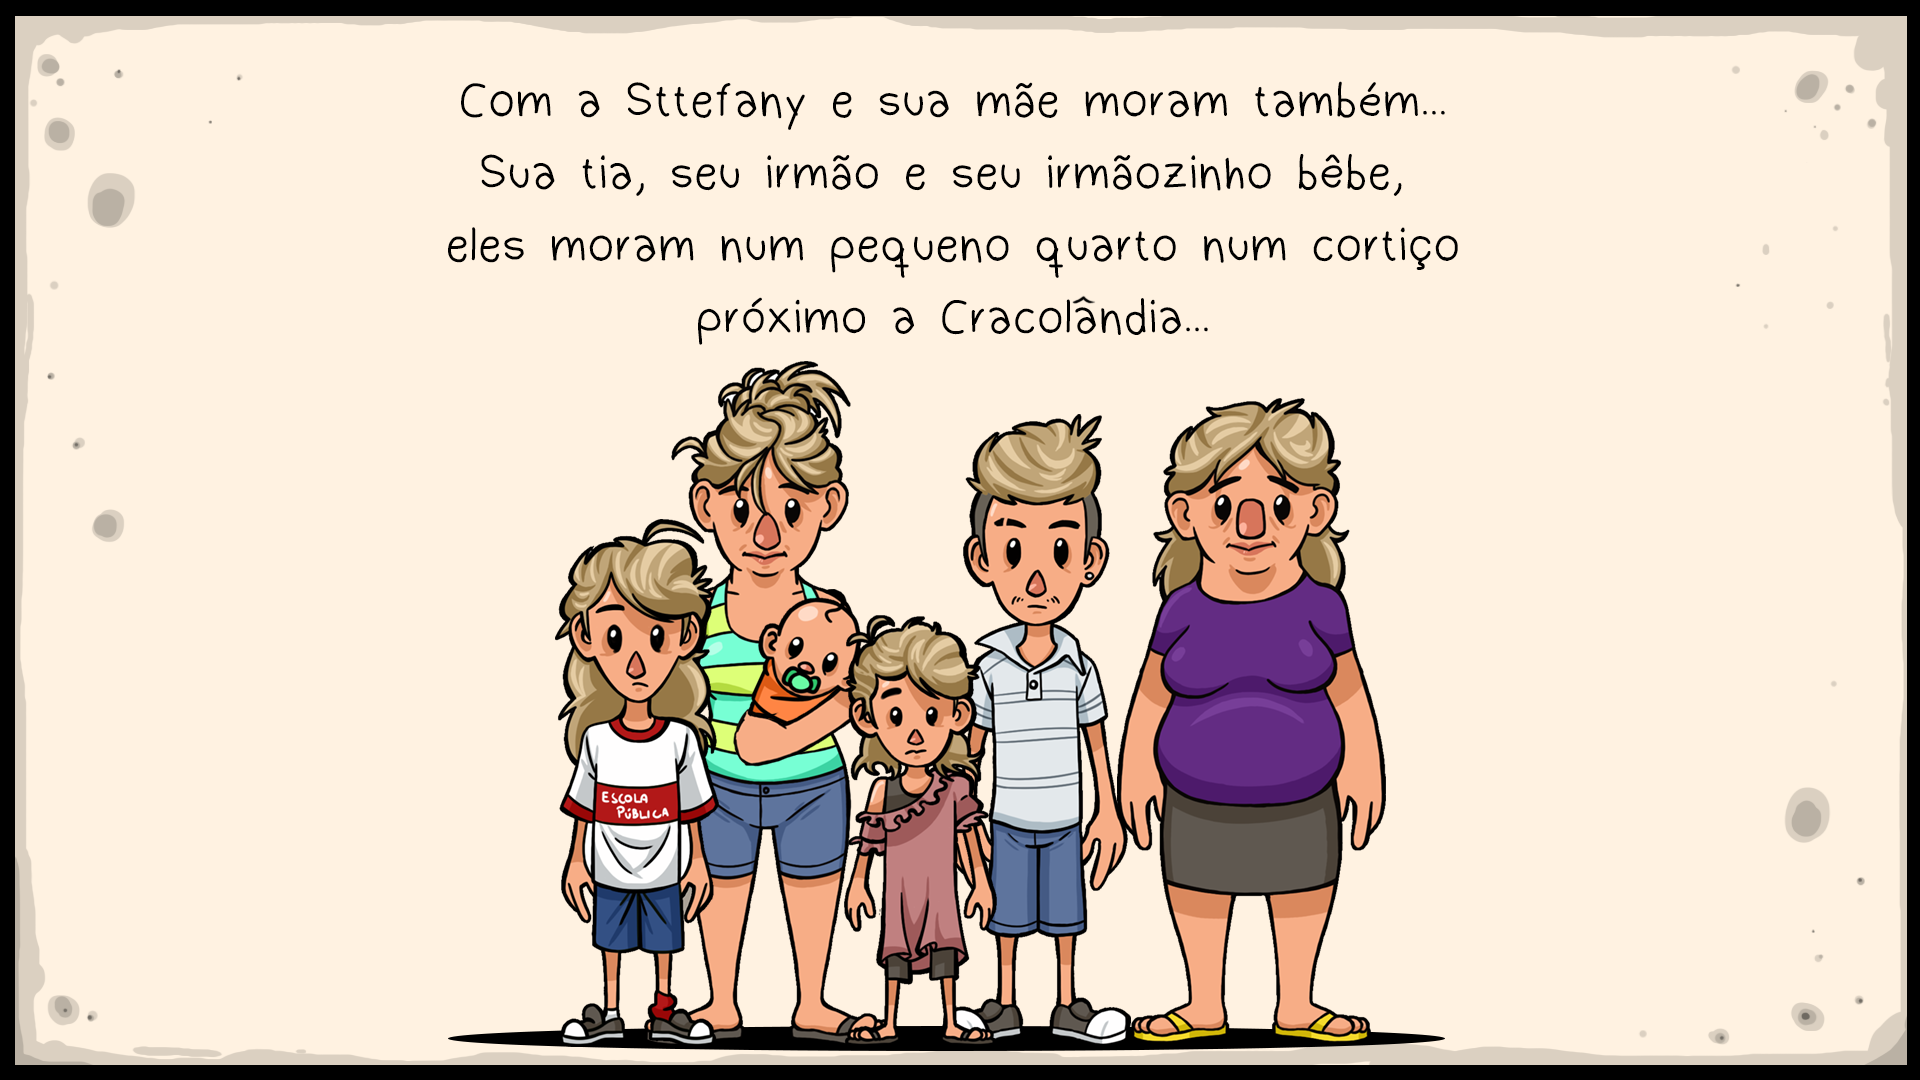 Com a Sttefany e sua mãe moram também...
Sua tia, seu irmão e seu irmãozinho bêbe,
eles moram num pequeno quarto num cortiço
próximo a Cracolândia...
ESCOLA
PÚBLICA